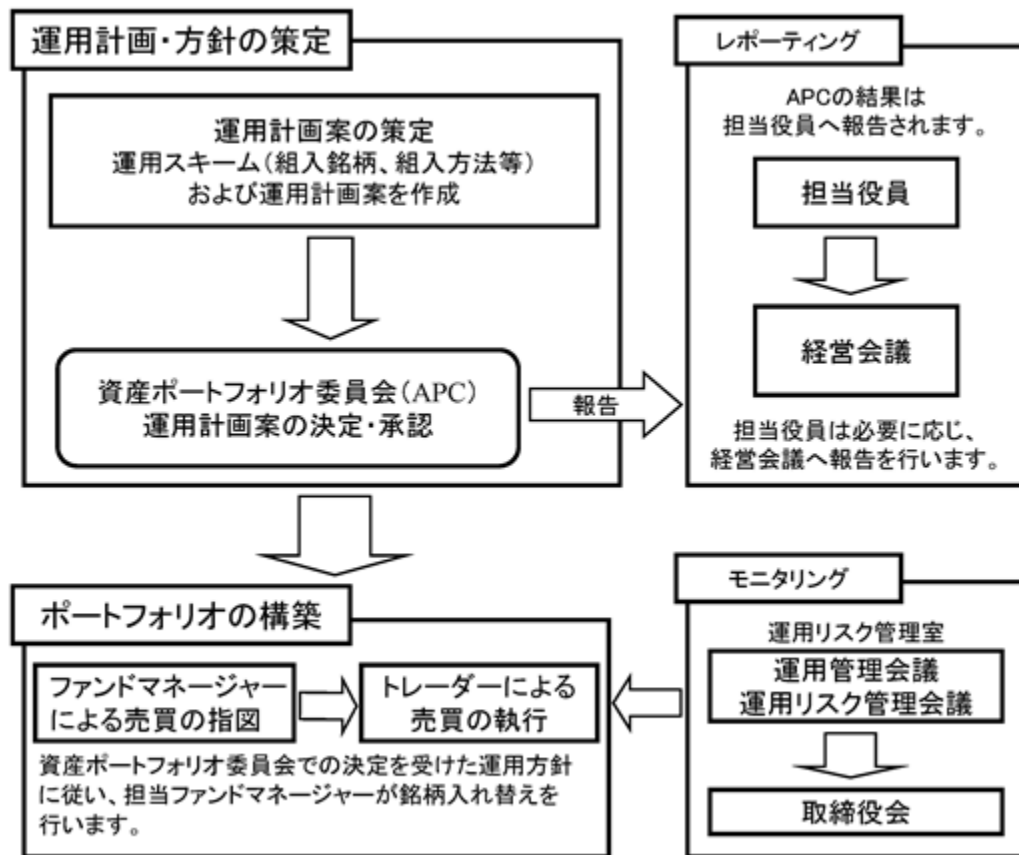 運用計画・方針の策定
運用計画案の策定
運用スキーム（組入銘柄、組入方法等）
および運用計画案を作成
資産ポートフォリオ委員会（APC）
運用計画案の決定・承認
報告
レポーティング
APCの結果は
担当役員へ報告されます。
担当役員
経営会議
担当役員は必要に応じ、
経営会議へ報告を行います。
ポートフォリオの構築
ファンドマネージャー
による売買の指図
トレーダーによる
売買の執行
資産ポートフォリオ委員会での決定を受けた運用方針
に従い、担当ファンドマネージャーが銘柄入れ替えを
行います。
モニタリング
運用リスク管理室
運用管理会議
運用リスク管理会議
取締役会